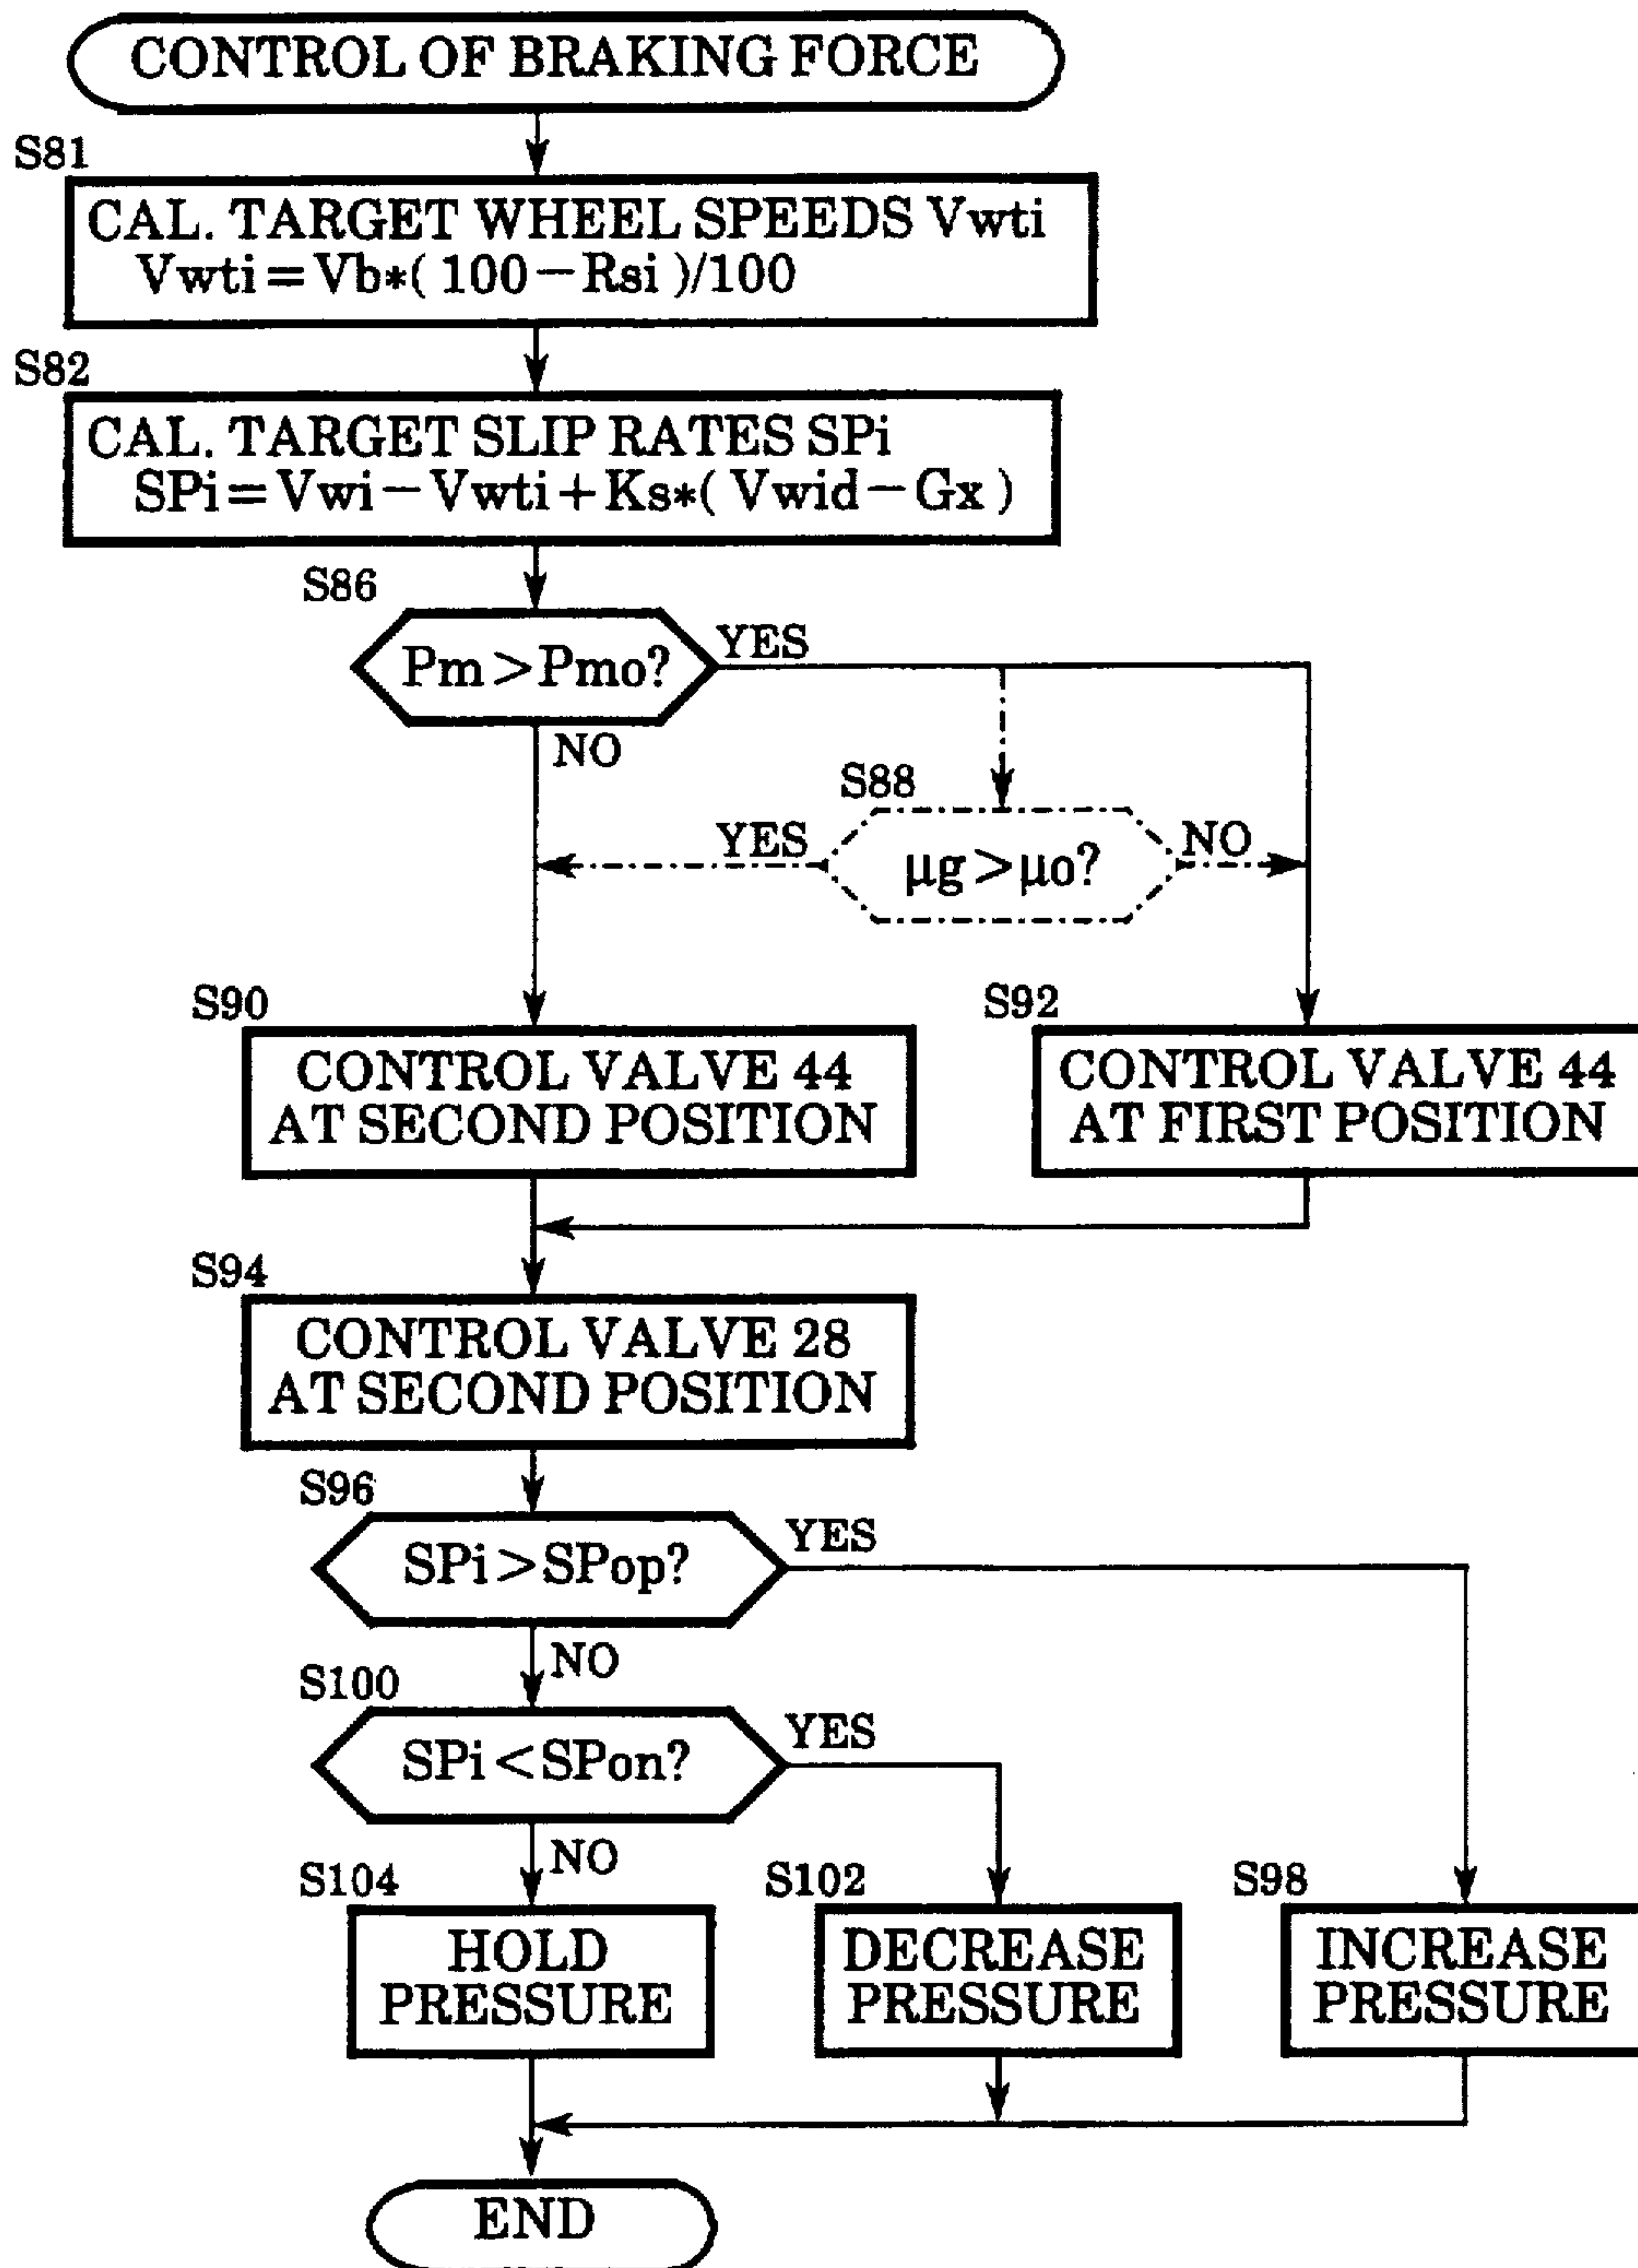 CONTROL OF BRAKING FORCE
S81
CAL. TARGET WHEEL SPEEDS Vwti
Vwti=Vb*(100-Rsi)/100
S82
CAL. TARGET SLIP RATES SPi
SPi=Vwi-Vwti+Ks*(Vwid-Gx)
S86
Pm>Pmo?
YES
NO
S88
YES
μg>μo?
NO
S90
CONTROL VALVE 44
AT SECOND POSITION
S92
CONTROL VALVE 44
AT FIRST POSITION
S94
CONTROL VALVE 28
AT SECOND POSITION
S96
SPi>SPop?
YES
NO
S100
SPi<SPon?
YES
NO
S104
HOLD
PRESSURE
S102
DECREASE
PRESSURE
S98
INCREASE
PRESSURE
END